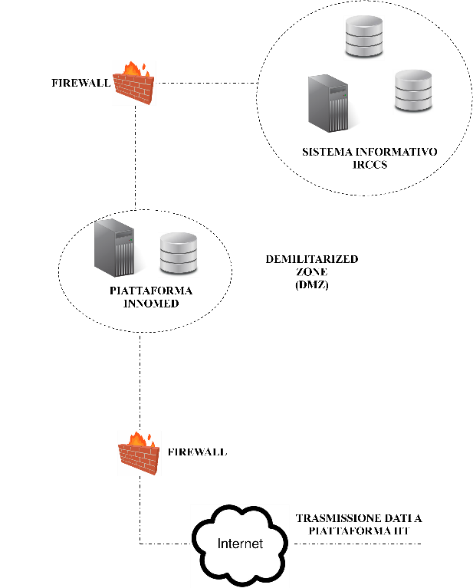 FIREWALL
SISTEMA INFORMATIVO
IRCCS
DEMILITARIZED
ZONE
(DMZ)
PIATTAFORMA
INNOMED
FIREWALL
TRASMISSIONE DATI A
PIATTAFORMA IIT
Internet